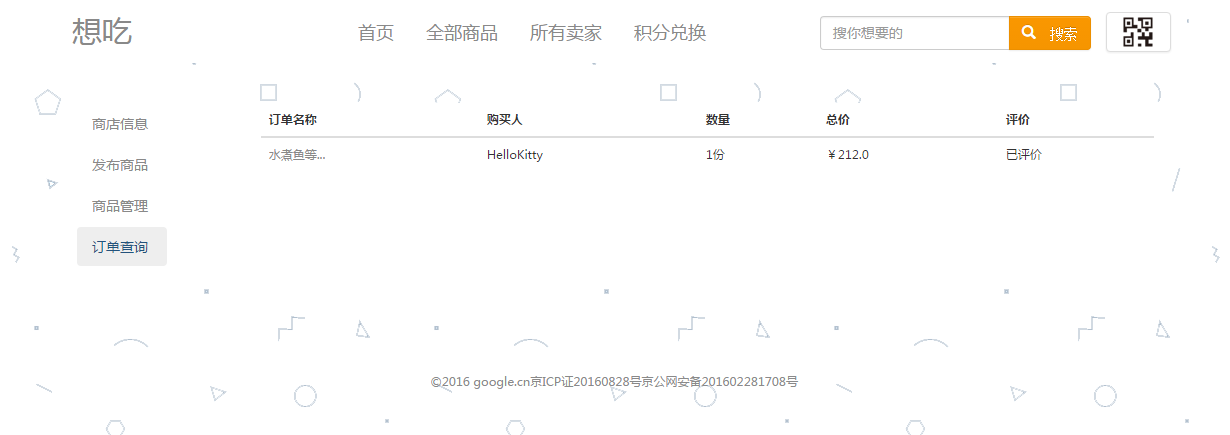 想吃 首页 全部商品 所有卖家 积分兑换 搜你想要的 搜索
商店信息
发布商品
商品管理
订单查询
订单名称 购买人 数量 总价 评价
水煮鱼等... HelloKitty 1份 ￥212.0 已评价
©2016 google.cn京ICP证20160828号京公网安备201602281708号